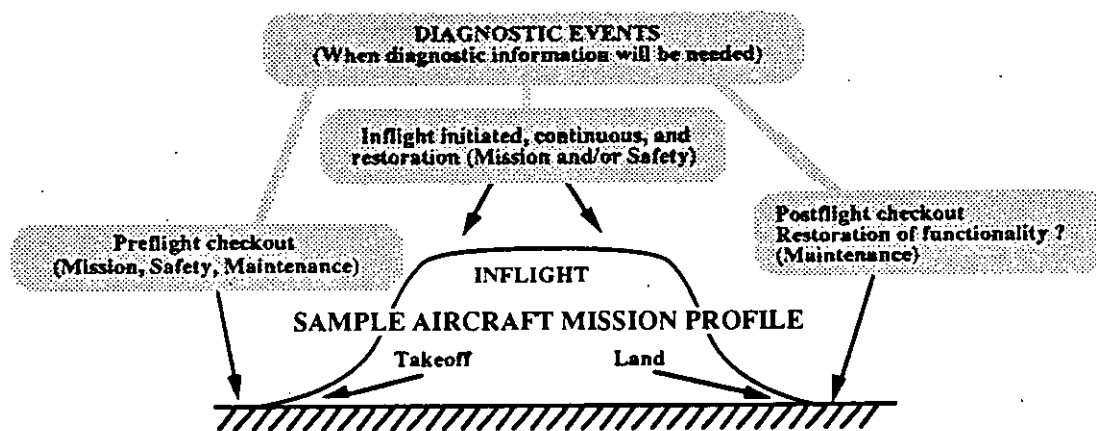 DIAGNOSTIC EVENTS
(When diagnostic information will be needed)
Inflight initiated, continuous, and
restoration (Mission and/or Safety)
Preflight checkout
(Mission, Safety, Maintenance)
Postflight checkout
Restoration of functionality ?
(Maintenance)
INFLIGHT
SAMPLE AIRCRAFT MISSION PROFILE
Takeoff
Land